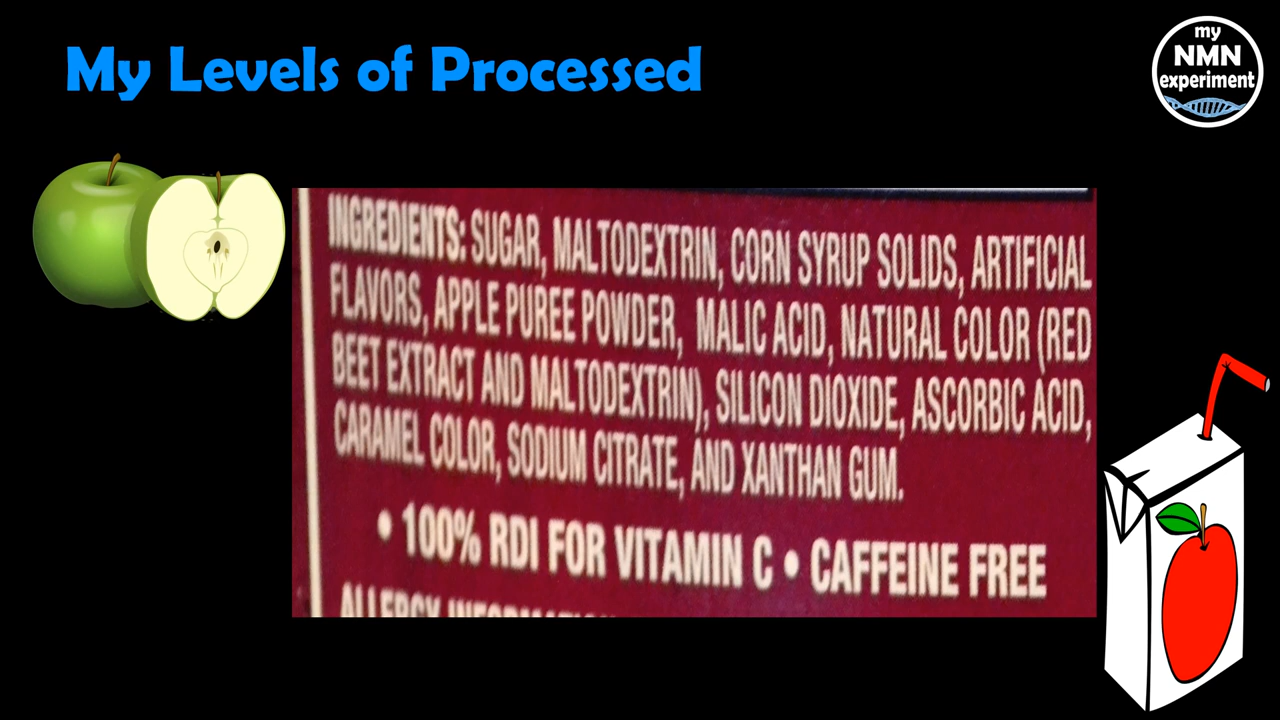 My Levels of Processed
my
NMN
experiment
INGREDIENTS: SUGAR, MALTODEXTRIN, CORN SYRUP SOLIDS, ARTIFICIAL
FLAVORS, APPLE PUREE POWDER, MALIC ACID, NATURAL COLOR (RED
BEET EXTRACT AND MALTODEXTRIN), SILICON DIOXIDE, ASCORBIC ACID,
CARAMEL COLOR, SODIUM CITRATE, AND XANTHAN GUM.
• 100% RDI FOR VITAMIN C • CAFFEINE FREE
ALLERGY INFORMATION